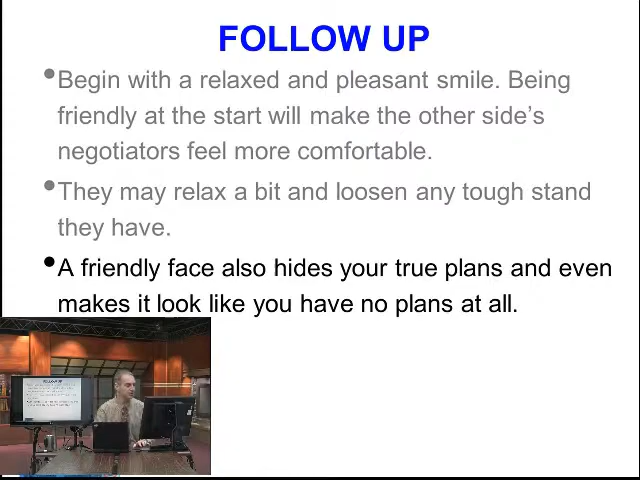 FOLLOW UP
•Begin with a relaxed and pleasant smile. Being
friendly at the start will make the other side’s
negotiators feel more comfortable.
•They may relax a bit and loosen any tough stand
they have.
•A friendly face also hides your true plans and even
makes it look like you have no plans at all.
FOLLOW UP